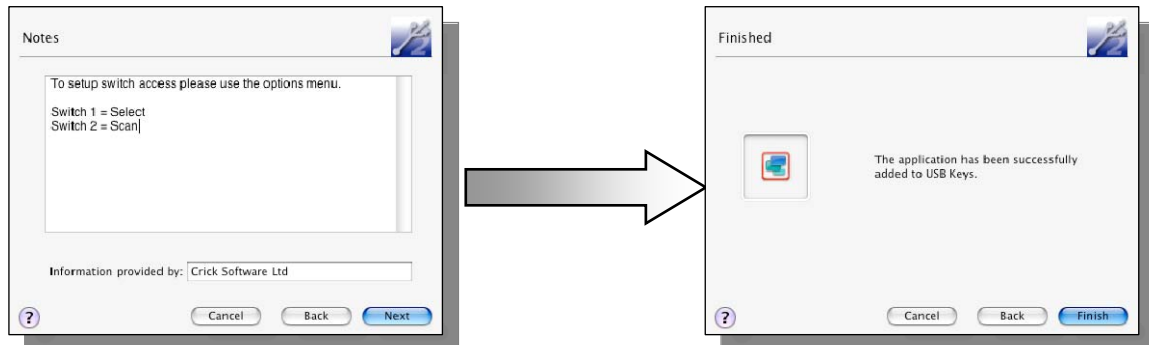 Notes
To setup switch access please use the options menu.
Switch 1 = Select
Switch 2 = Scan
Information provided by: Crick Software Ltd
? Cancel Back Next
Finished
The application has been successfully
added to USB Keys.
? Cancel Back Finish